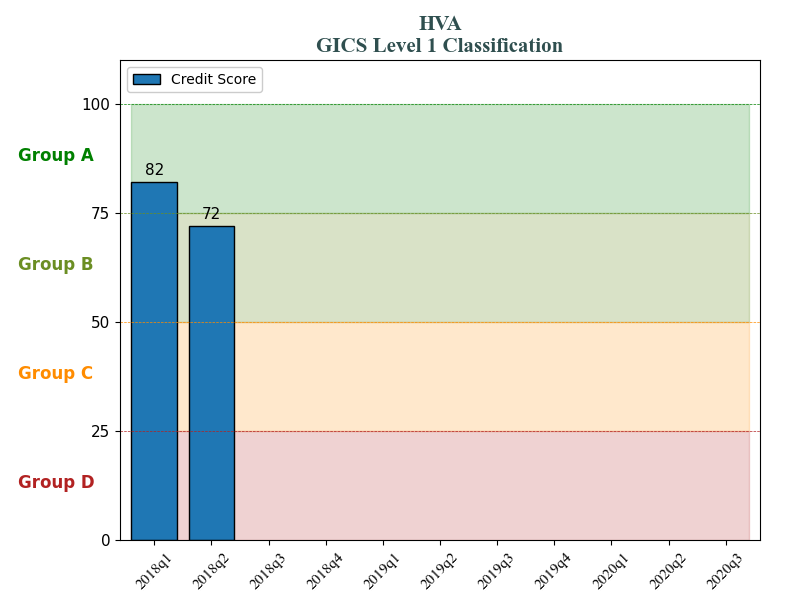 HVA
GICS Level 1 Classification
Credit Score
100
Group A
82
75
72
Group B
50
Group C
25
Group D
0
2018q1 2018q2 2018q3 2018q4 2019q1 2019q2 2019q3 2019q4 2020q1 2020q2 2020q3